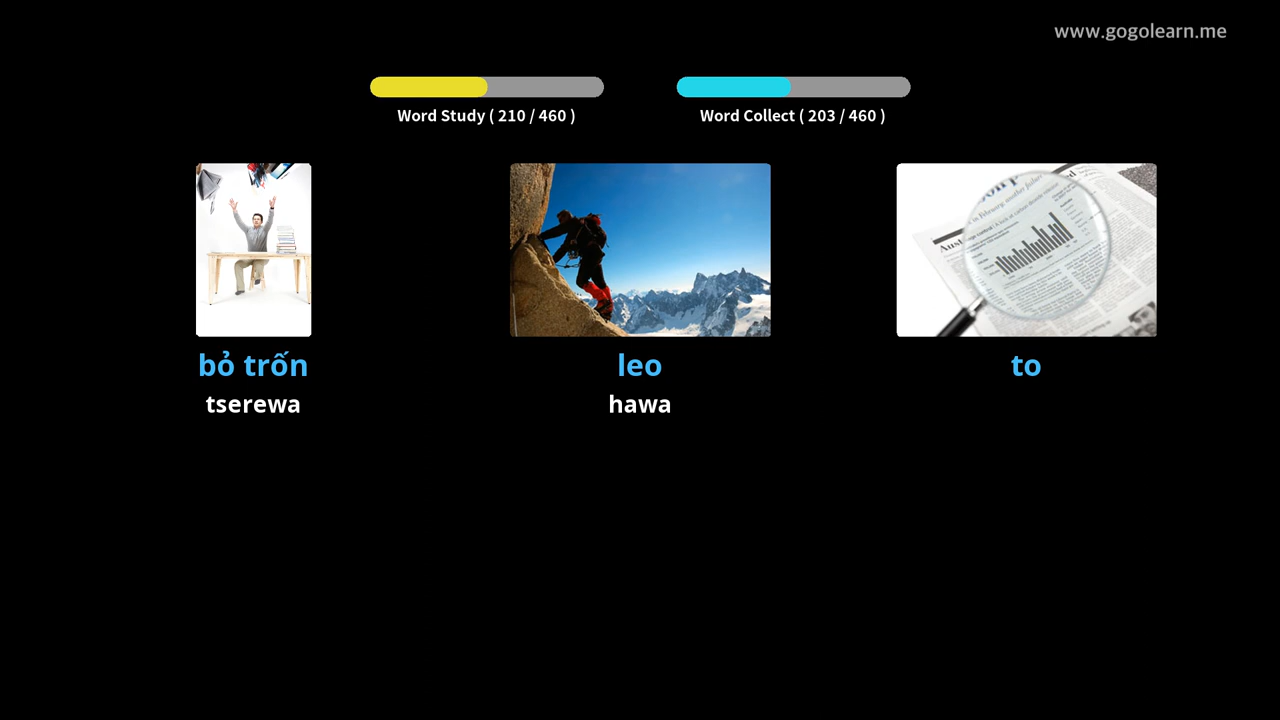 www.gogolearn.me
Word Study ( 210 / 460 )
Word Collect ( 203 / 460 )
bỏ trốn
leo
to
tserewa
hawa